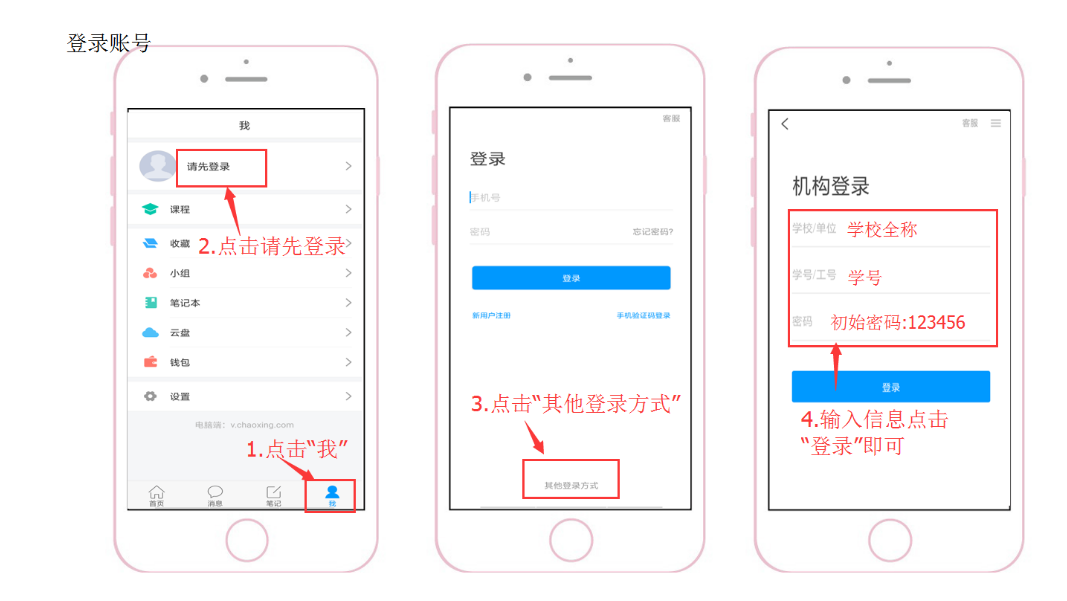 登录账号
我
请先登录
课程
收藏
2.点击请先登录
小组
笔记本
云盘
钱包
设置
电脑端：v.chaoxing.com
1.点击“我”
首页
消息
笔记
我
客服
登录
手机号
密码
忘记密码?
登录
新用户注册
手机验证码登录
3.点击“其他登录方式”
其他登录方式
客服
机构登录
学校/单位 学校全称
学号/工号 学号
密码 初始密码:123456
登录
4.输入信息点击
“登录”即可